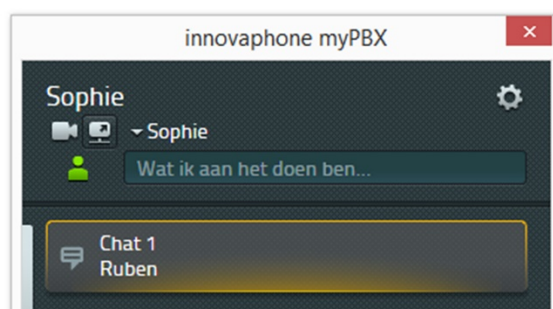 innovaphone myPBX
Sophie
Sophie
Wat ik aan het doen ben...
Chat 1
Ruben